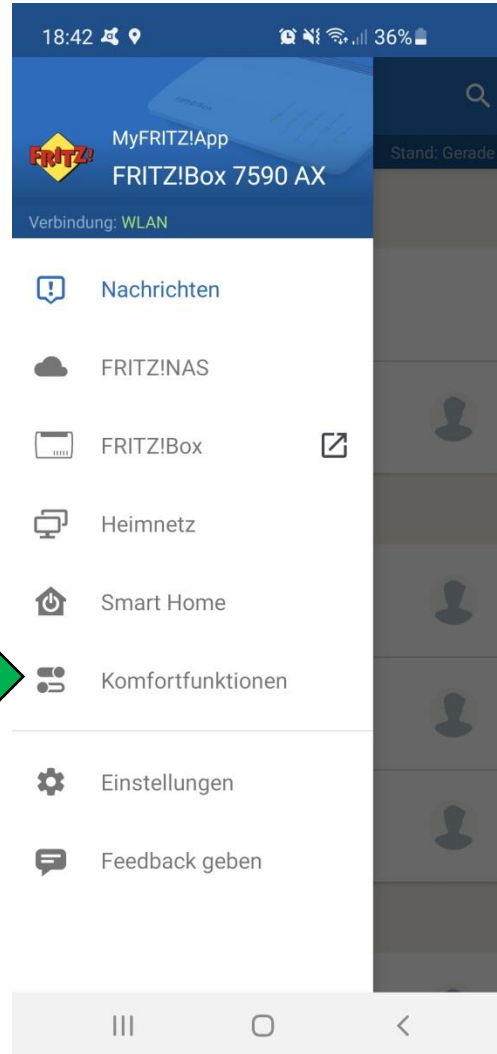 18:42 36%
MyFRITZ!App
FRITZ!
FRITZ!Box 7590 AX
Stand: Gerade
Verbindung: WLAN
Nachrichten
FRITZ!NAS
FRITZ!Box
Heimnetz
Smart Home
Komfortfunktionen
Einstellungen
Feedback geben